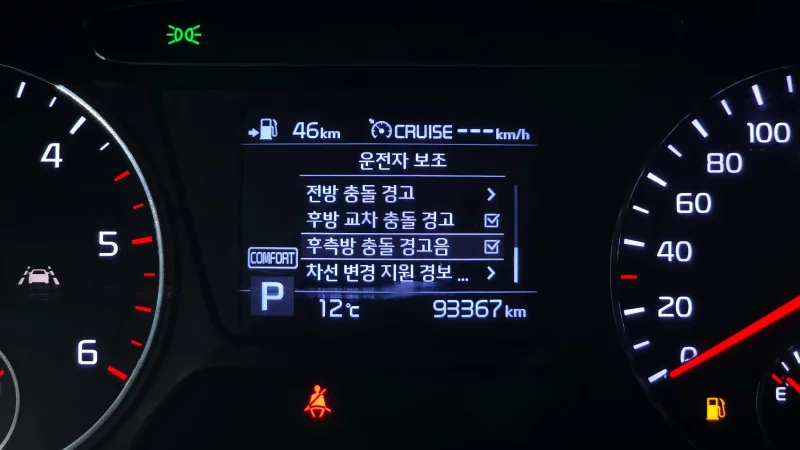 46km CRUISE ---km/h
운전자 보조
전방 충돌 경고 >
후방 교차 충돌 경고
후측방 충돌 경고음
차선 변경 지원 경보 ... >
COMFORT
P
12℃ 93367 km
4
5
6
100
80
60
40
20
0
E